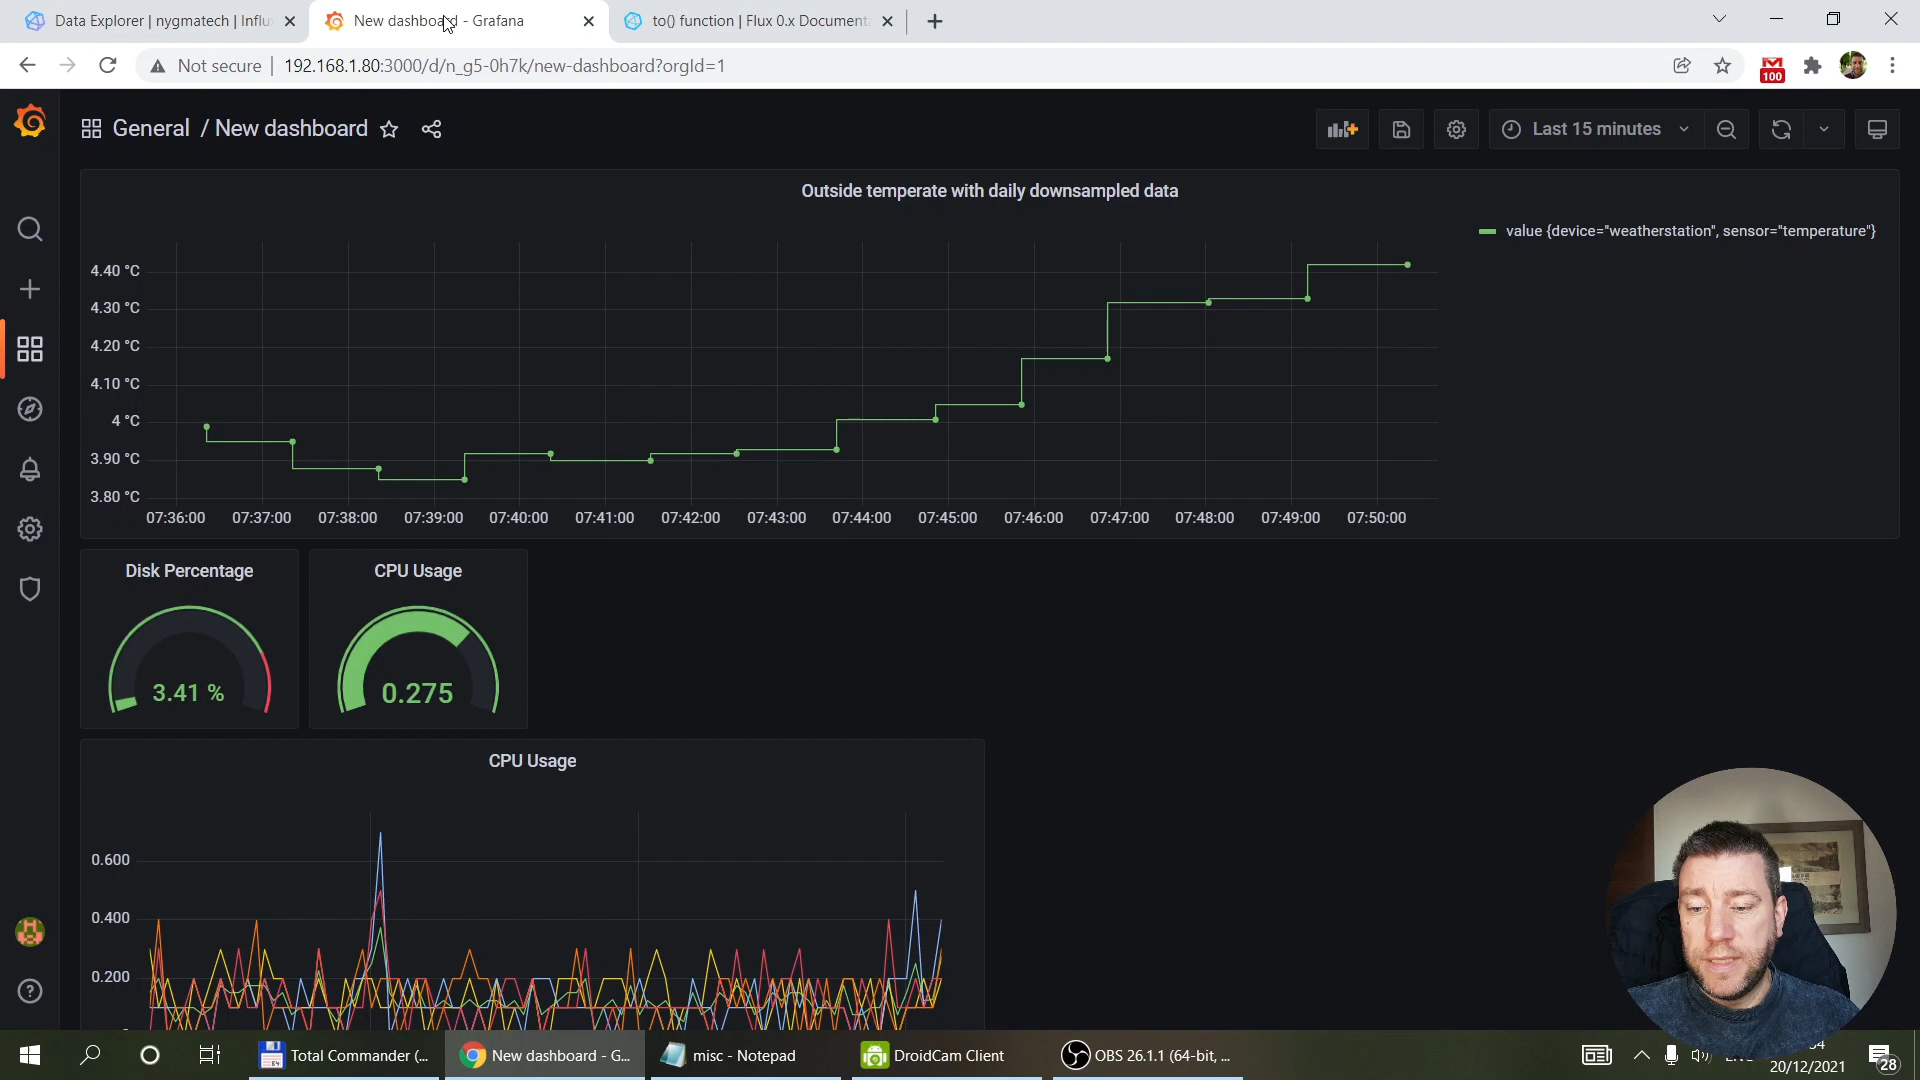 Data Explorer | nygmatech | Influ
New dashboard - Grafana
to() function | Flux 0.x Documenta
Not secure
192.168.1.80:3000/d/n_g5-0h7k/new-dashboard?orgId=1
100
General / New dashboard
Last 15 minutes
Outside temperate with daily downsampled data
value {device="weatherstation", sensor="temperature"}
4.40 °C
4.30 °C
4.20 °C
4.10 °C
4 °C
3.90 °C
3.80 °C
07:36:00 07:37:00 07:38:00 07:39:00 07:40:00 07:41:00 07:42:00 07:43:00 07:44:00 07:45:00 07:46:00 07:47:00 07:48:00 07:49:00 07:50:00
Disk Percentage
3.41 %
CPU Usage
0.275
CPU Usage
0.600
0.400
0.200
Total Commander (...
New dashboard - G...
misc - Notepad
DroidCam Client
OBS 26.1.1 (64-bit, ...
20/12/2021
28